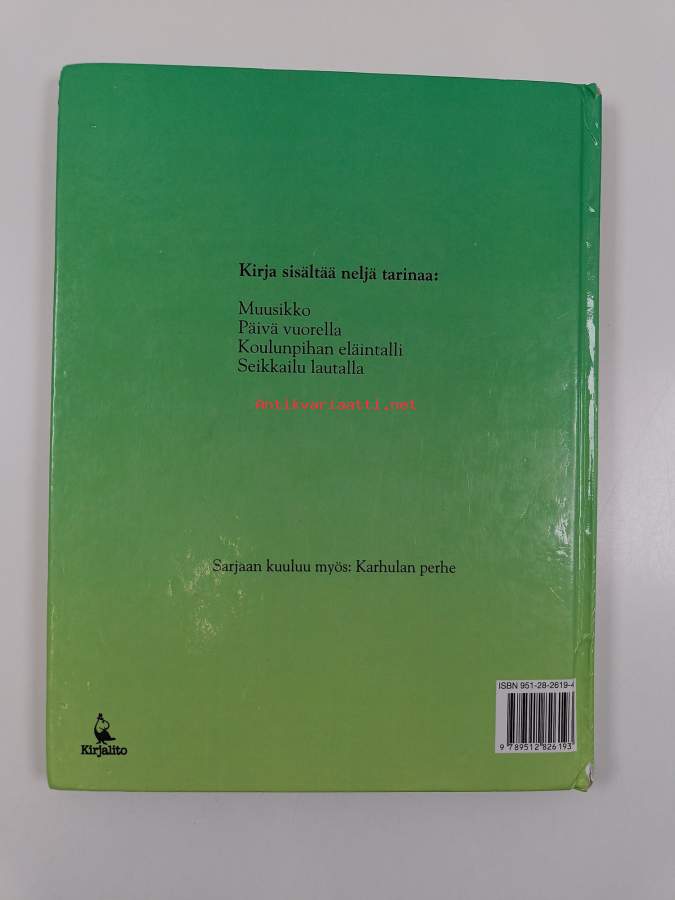 Kirja sisältää neljä tarinaa:
Muusikko
Päivä vuorella
Koulunpihan eläintalli
Seikkailu lautalla
Antikvariaatti.net
Sarjaan kuuluu myös: Karhulan perhe
ISBN 951-28-2619-4
9 789512 826193
Kirjalito